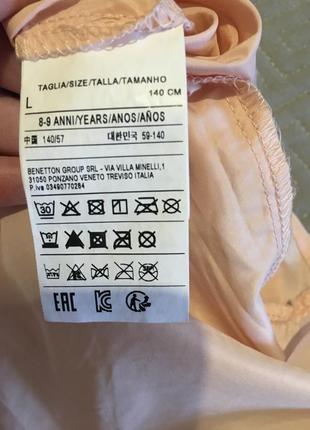 TAGLIA/SIZE/TALLA/TAMANHO
L 140 CM
8-9 ANNI/YEARS/ANOS/AÑOS
中国 140/57 대한민국 59-140
BENETTON GROUP SRL - VIA VILLA MINELLI,1
31050 PONZANO VENETO TREVISO ITALIA
P.Iva 03490770264
30
EAC